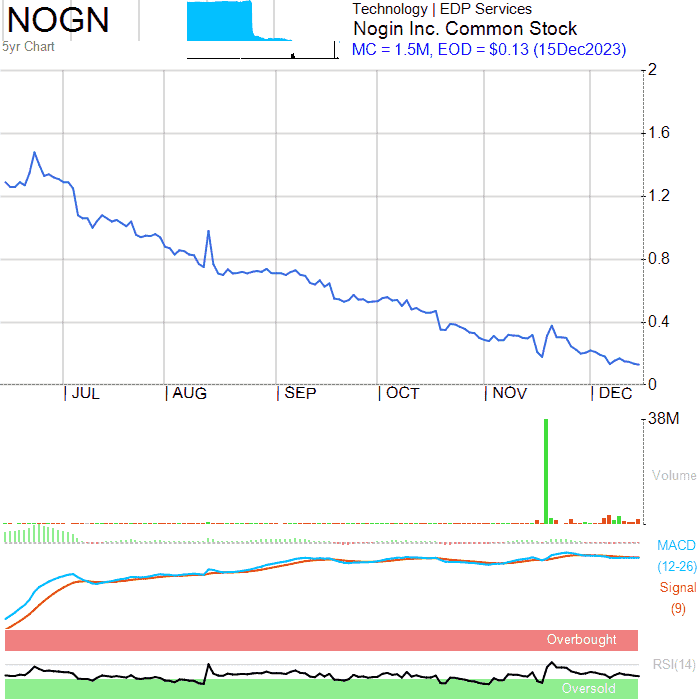 NOGN
5yr Chart
Technology | EDP Services
Nogin Inc. Common Stock
MC = 1.5M, EOD = $0.13 (15Dec2023)
2
1.6
1.2
0.8
0.4
0
JUL
AUG
SEP
OCT
NOV
DEC
38M
Volume
MACD
(12-26)
Signal
(9)
Overbought
RSI(14)
Oversold